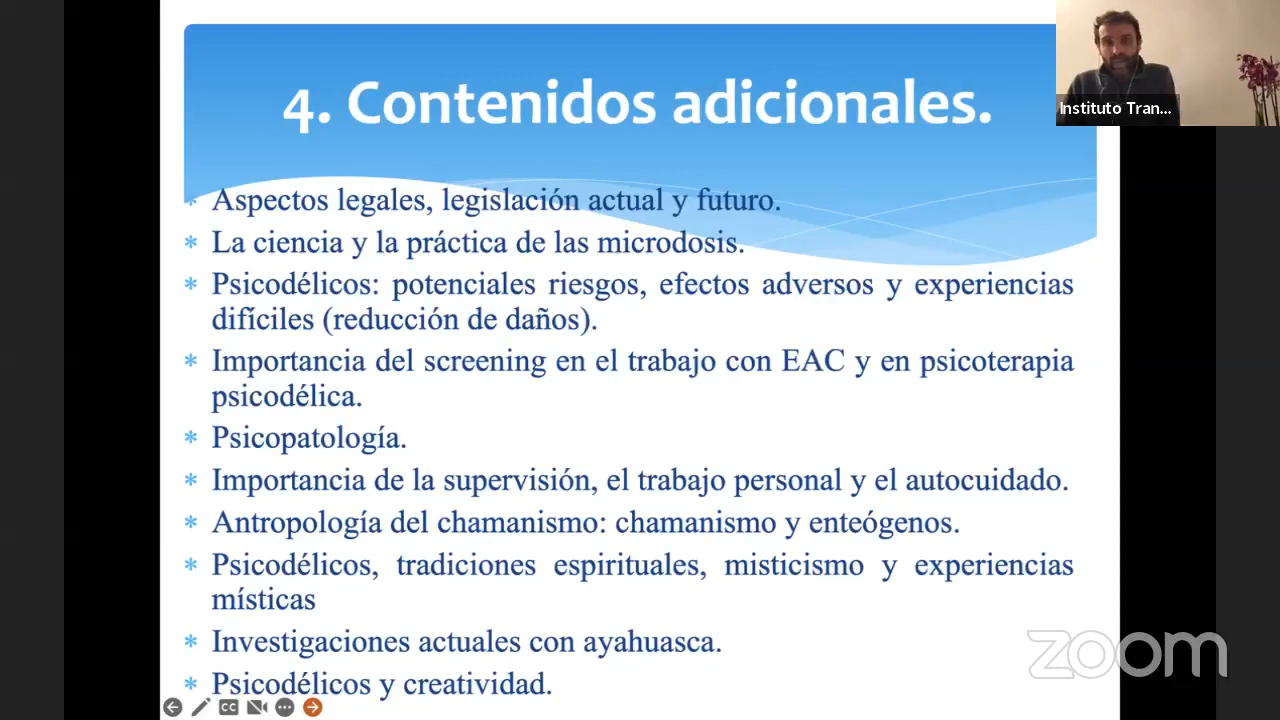 4. Contenidos adicionales.
Instituto Tran...
* Aspectos legales, legislación actual y futuro.
* La ciencia y la práctica de las microdosis.
* Psicodélicos: potenciales riesgos, efectos adversos y experiencias
difíciles (reducción de daños).
* Importancia del screening en el trabajo con EAC y en psicoterapia
psicodélica.
* Psicopatología.
* Importancia de la supervisión, el trabajo personal y el autocuidado.
* Antropología del chamanismo: chamanismo y enteógenos.
* Psicodélicos, tradiciones espirituales, misticismo y experiencias
místicas
* Investigaciones actuales con ayahuasca.
* Psicodélicos y creatividad.
zoom
CC